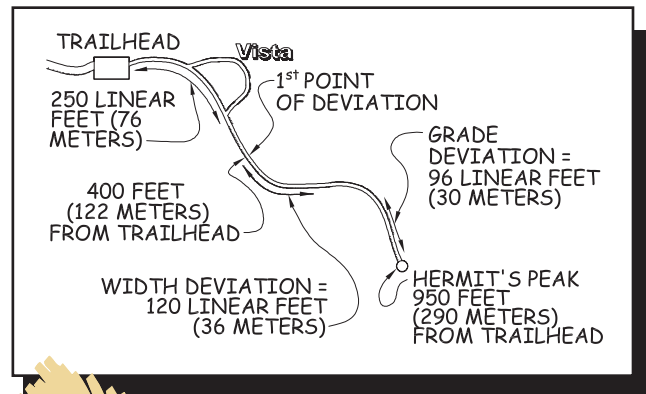 TRAILHEAD
Vista
1st POINT
OF DEVIATION
250 LINEAR
FEET (76
METERS)
GRADE
DEVIATION =
96 LINEAR FEET
(30 METERS)
400 FEET
(122 METERS)
FROM TRAILHEAD
WIDTH DEVIATION =
120 LINEAR FEET
(36 METERS)
HERMIT'S PEAK
950 FEET
(290 METERS)
FROM TRAILHEAD